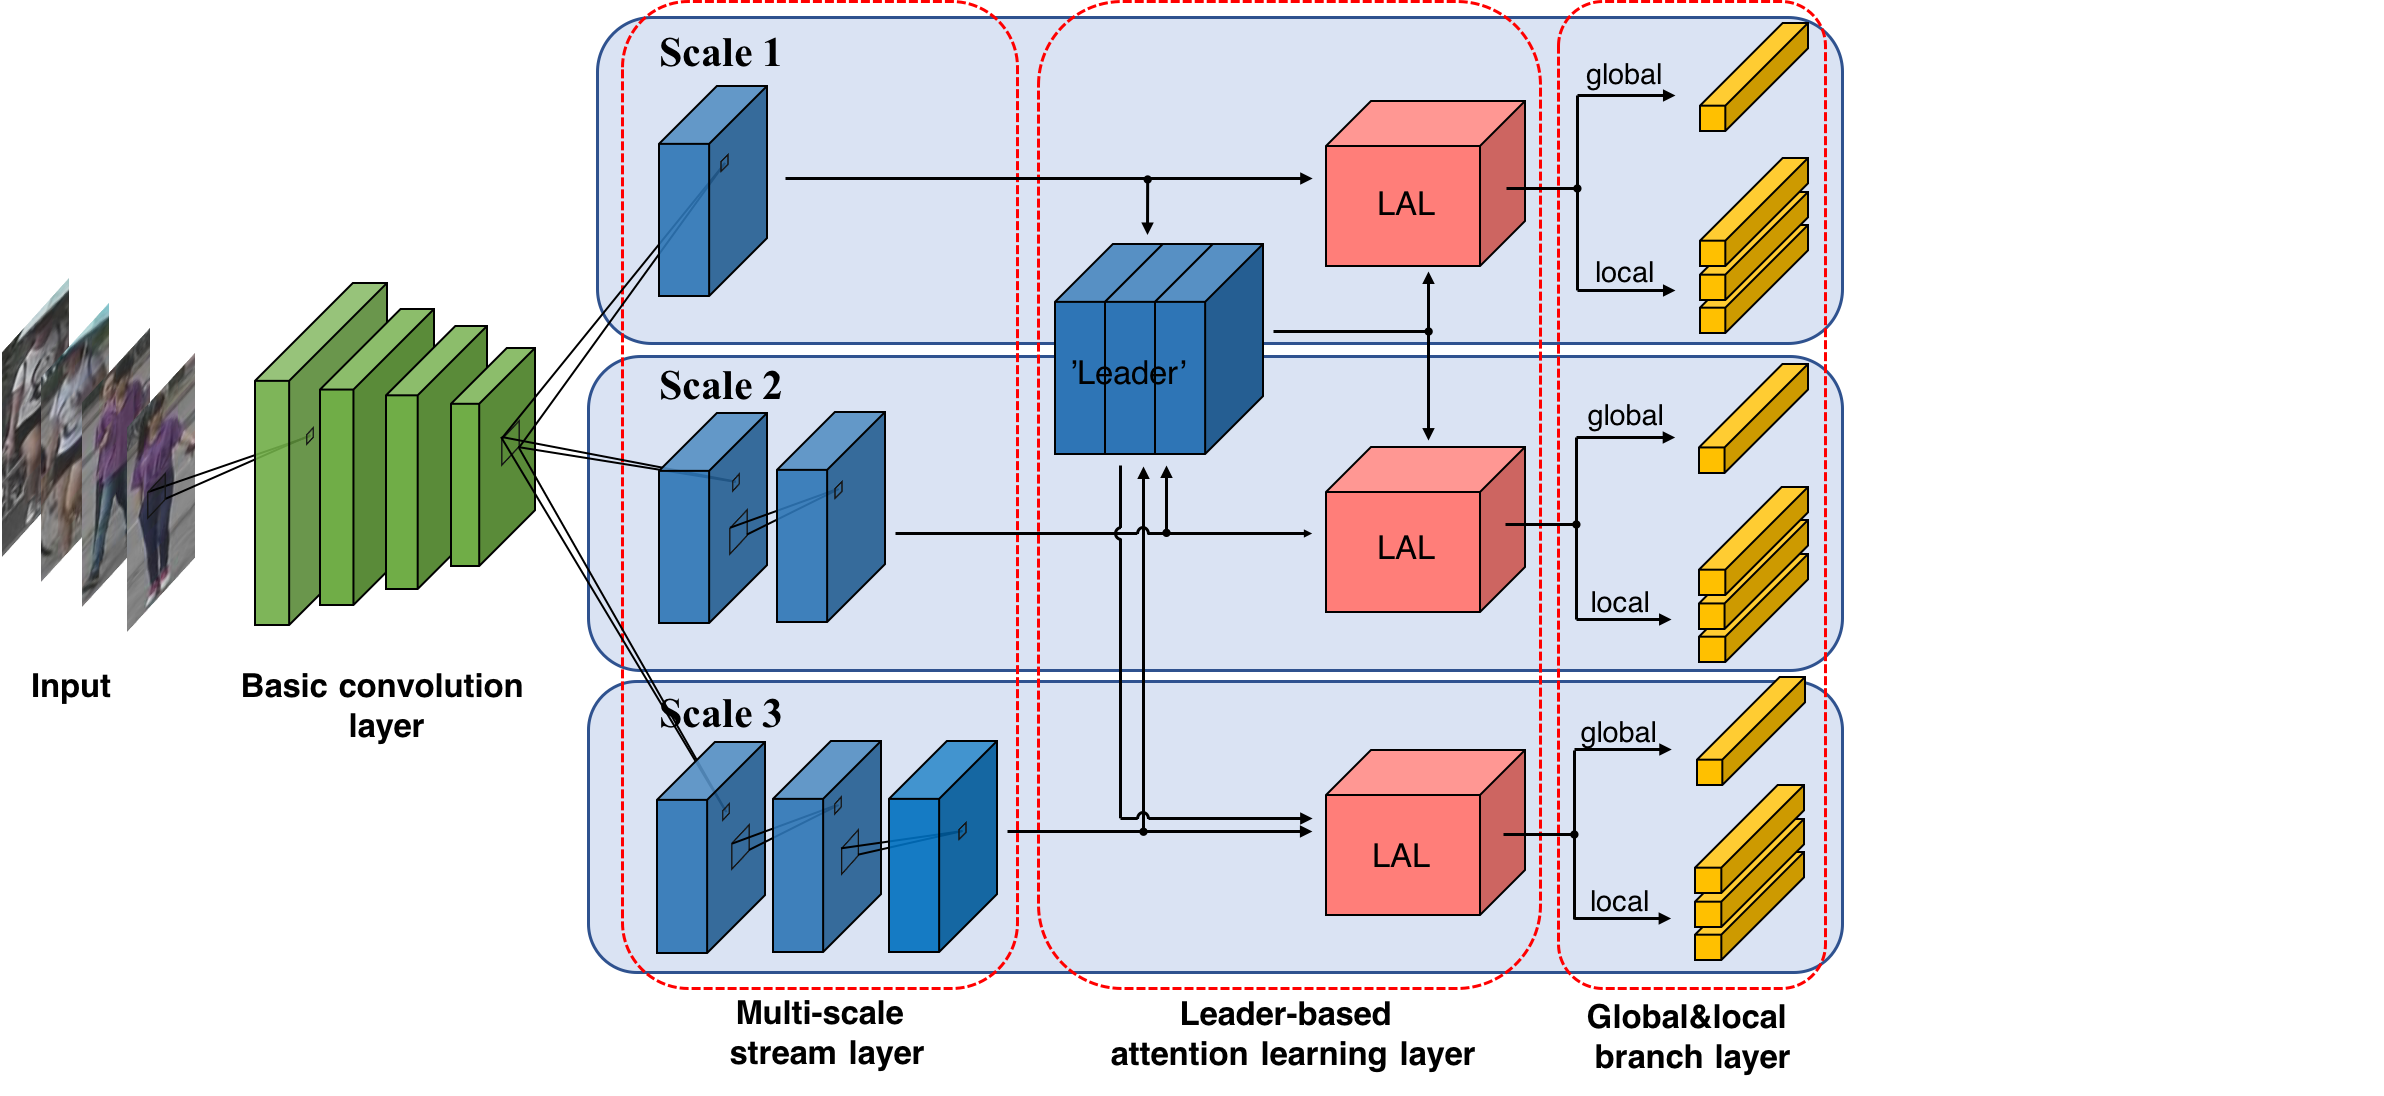 Scale 1
global
LAL
local
'Leader’
Scale 2
global
LAL
local
Input
Basic convolution
layer
Scale 3
global
LAL
local
Multi-scale
stream layer
Leader-based
attention learning layer
Global&local
branch layer